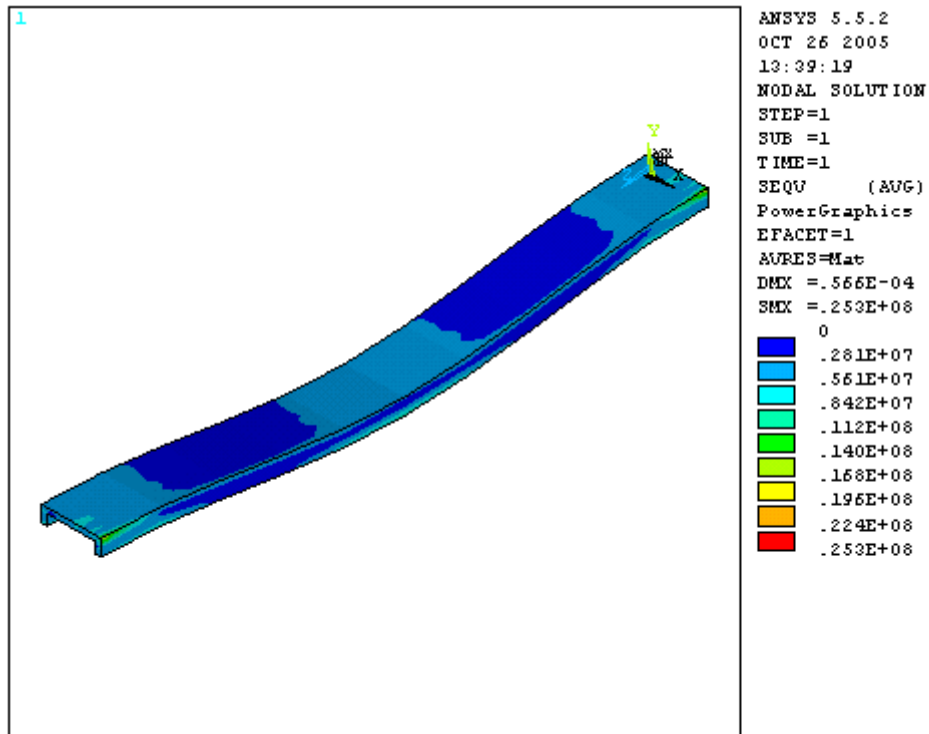 1
ANSYS 5.5.2
OCT 26 2005
13:39:19
NODAL SOLUTION
STEP=1
SUB =1
TIME=1
SEQV (AVG)
PowerGraphics
EFACET=1
AVRES=Mat
DMX =.566E-04
SMX =.253E+08
0
.281E+07
.561E+07
.842E+07
.112E+08
.140E+08
.168E+08
.196E+08
.224E+08
.253E+08
Y
X